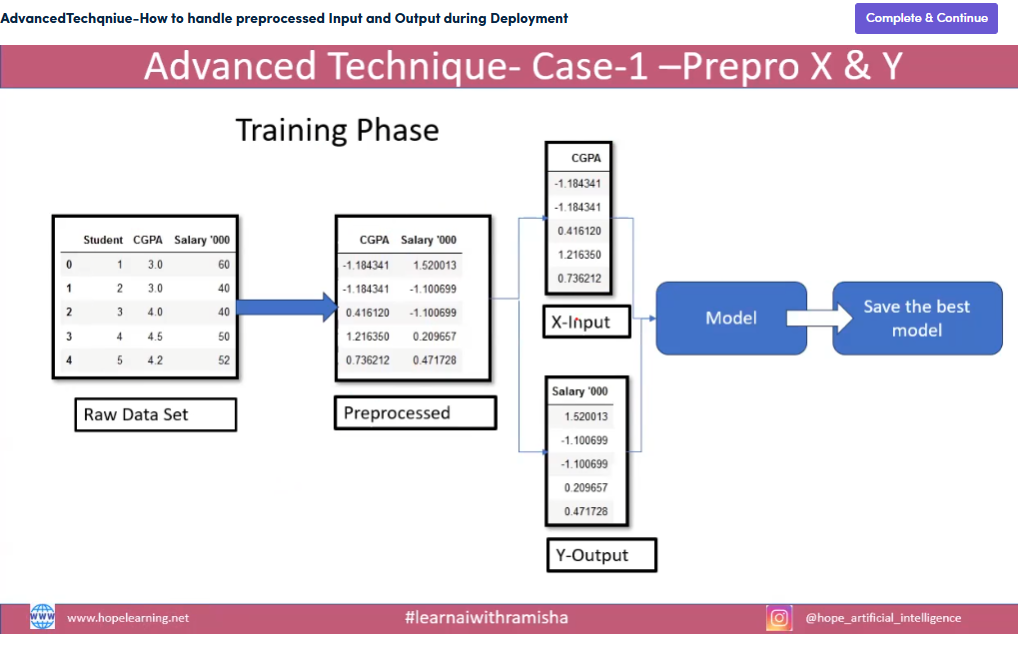 AdvancedTechqniue-How to handle preprocessed Input and Output during Deployment
Complete & Continue
Advanced Technique- Case-1 –Prepro X & Y
Training Phase
Student CGPA Salary '000
0 1 3.0 60
1 2 3.0 40
2 3 4.0 40
3 4 4.5 50
4 5 4.2 52
Raw Data Set
CGPA Salary '000
-1.184341 1.520013
-1.184341 -1.100699
0.416120 -1.100699
1.216350 0.209657
0.736212 0.471728
Preprocessed
CGPA
-1.184341
-1.184341
0.416120
1.216350
0.736212
X-Input
Salary '000
1.520013
-1.100699
-1.100699
0.209657
0.471728
Y-Output
Model
Save the best
model
WWW
www.hopelearning.net
#learnaiwithramisha
@hope_artificial_intelligence